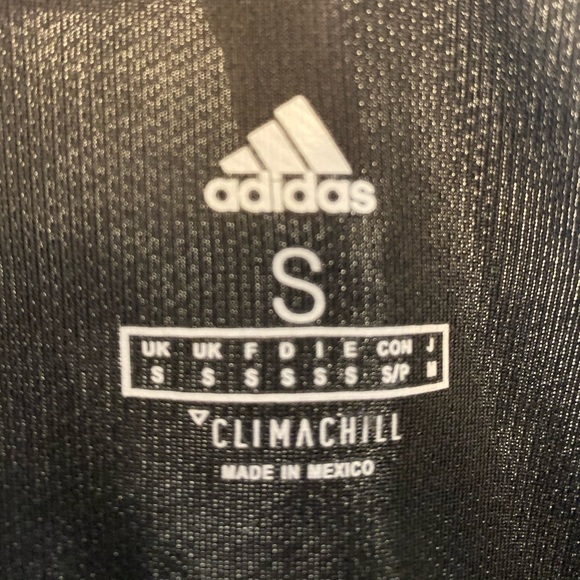 adidas
S
UK UK F D I E CON J
S S S S S S S/P M
CLIMACHILL
MADE IN MEXICO